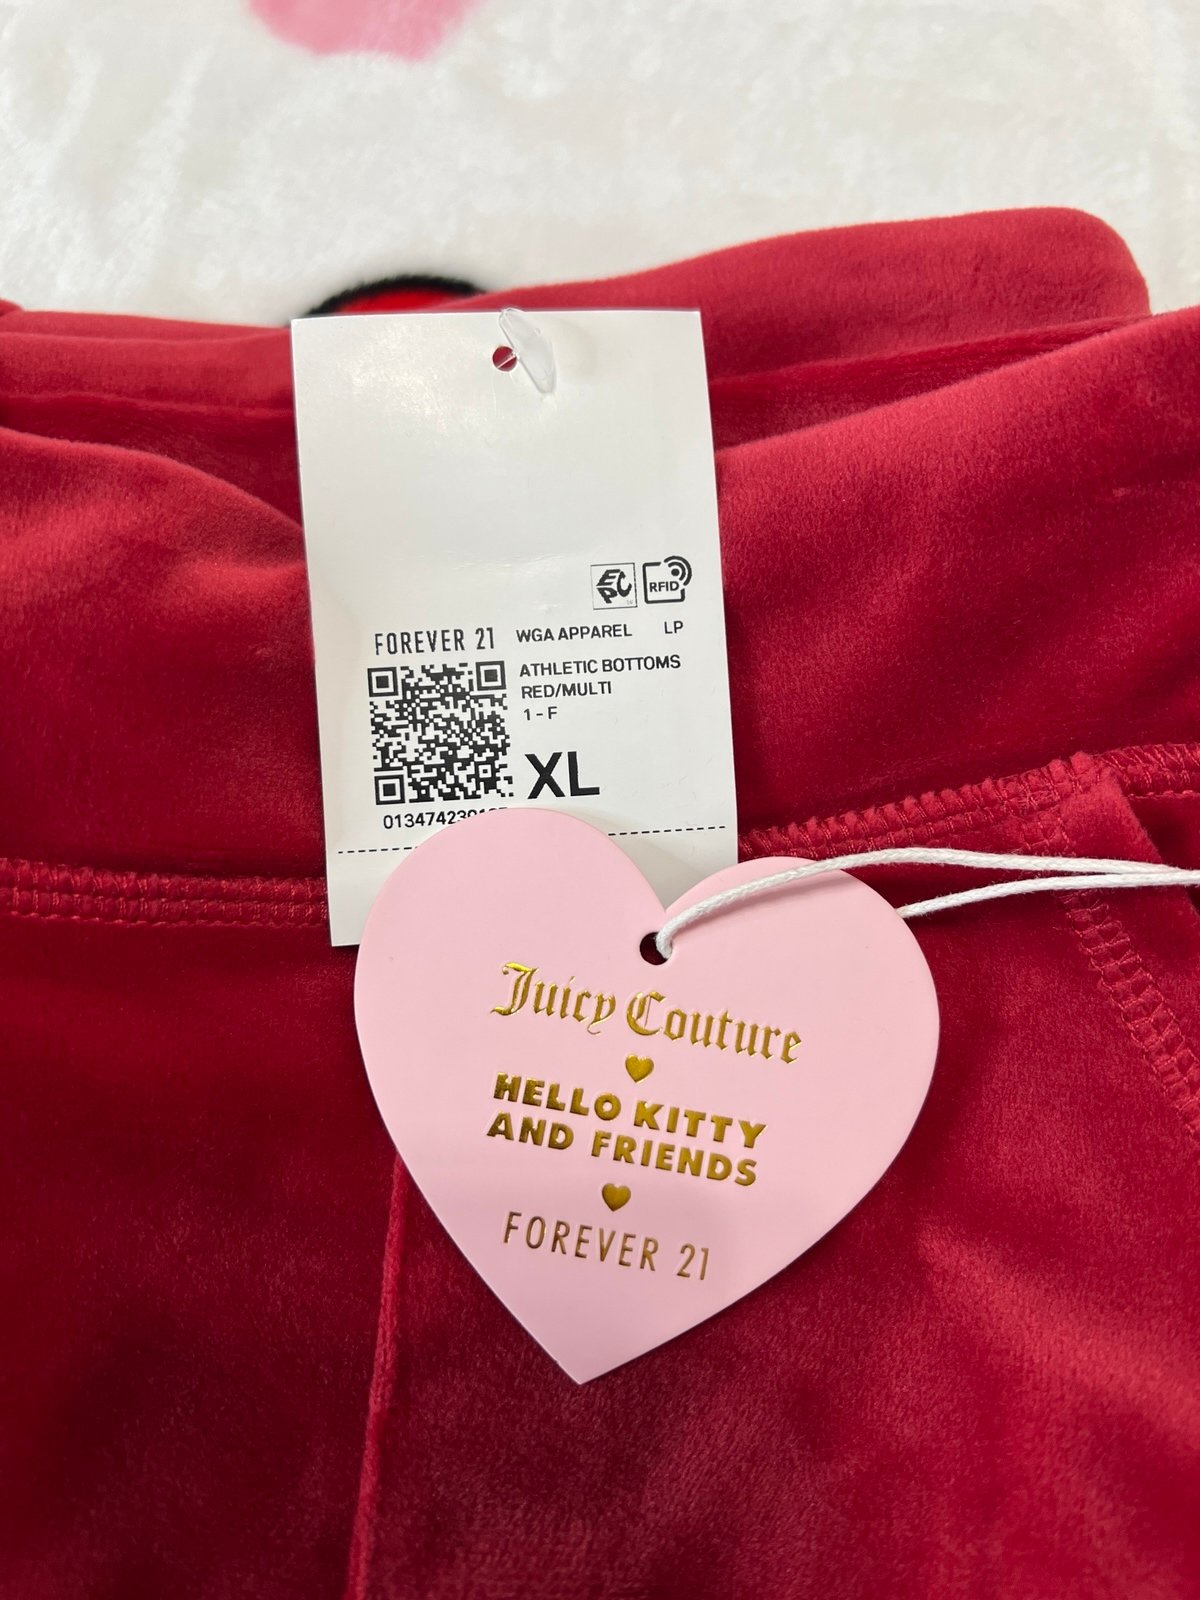 EPC
RFID
FOREVER 21
WGA APPAREL LP
ATHLETIC BOTTOMS
RED/MULTI
1 - F
XL
Juicy Couture
HELLO KITTY
AND FRIENDS
FOREVER 21